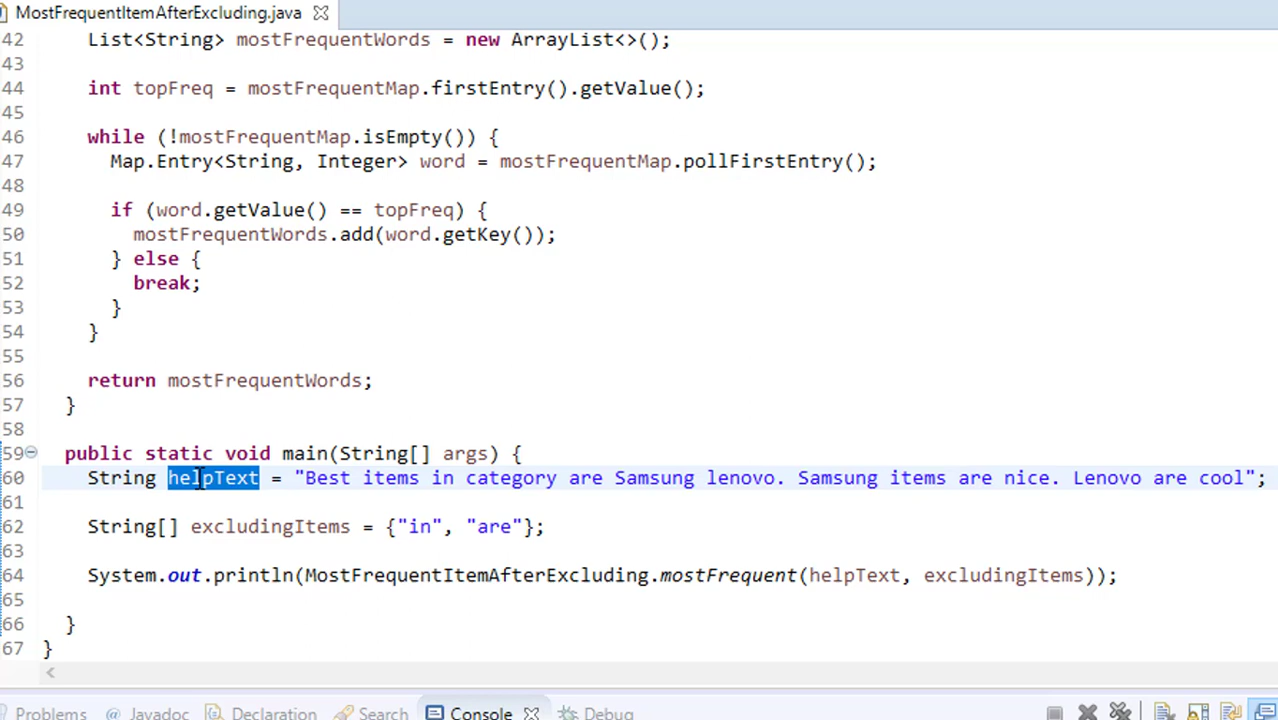 MostFrequentItemAfterExcluding.java
42 List<String> mostFrequentWords = new ArrayList<>();
43
44 int topFreq = mostFrequentMap.firstEntry().getValue();
45
46 while (!mostFrequentMap.isEmpty()) {
47 Map.Entry<String, Integer> word = mostFrequentMap.pollFirstEntry();
48
49 if (word.getValue() == topFreq) {
50 mostFrequentWords.add(word.getKey());
51 } else {
52 break;
53 }
54 }
55
56 return mostFrequentWords;
57 }
58
59 public static void main(String[] args) {
60 String helpText = "Best items in category are Samsung lenovo. Samsung items are nice. Lenovo are cool";
61
62 String[] excludingItems = {"in", "are"};
63
64 System.out.println(MostFrequentItemAfterExcluding.mostFrequent(helpText, excludingItems));
65
66 }
67 }
Problems @ Javadoc Declaration Search Console Debug